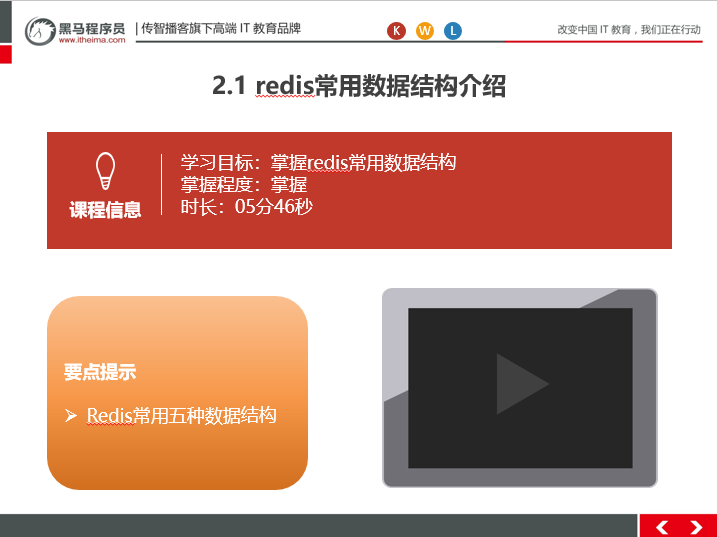 黑马程序员
www.itheima.com
传智播客旗下高端 IT 教育品牌
K W L
改变中国 IT 教育，我们正在行动
2.1 redis常用数据结构介绍
课程信息
学习目标：掌握redis常用数据结构
掌握程度：掌握
时长：05分46秒
要点提示
Redis常用五种数据结构